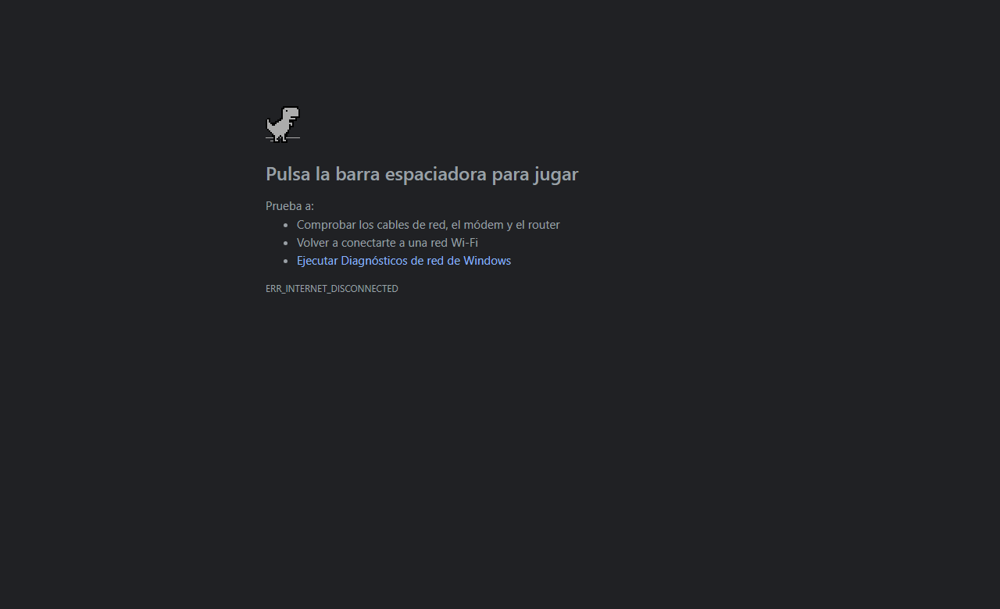 Pulsa la barra espaciadora para jugar
Prueba a:
Comprobar los cables de red, el módem y el router
Volver a conectarte a una red Wi-Fi
Ejecutar Diagnósticos de red de Windows
ERR_INTERNET_DISCONNECTED